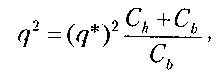 q² = (q*)² (C_h + C_b) / C_b ,